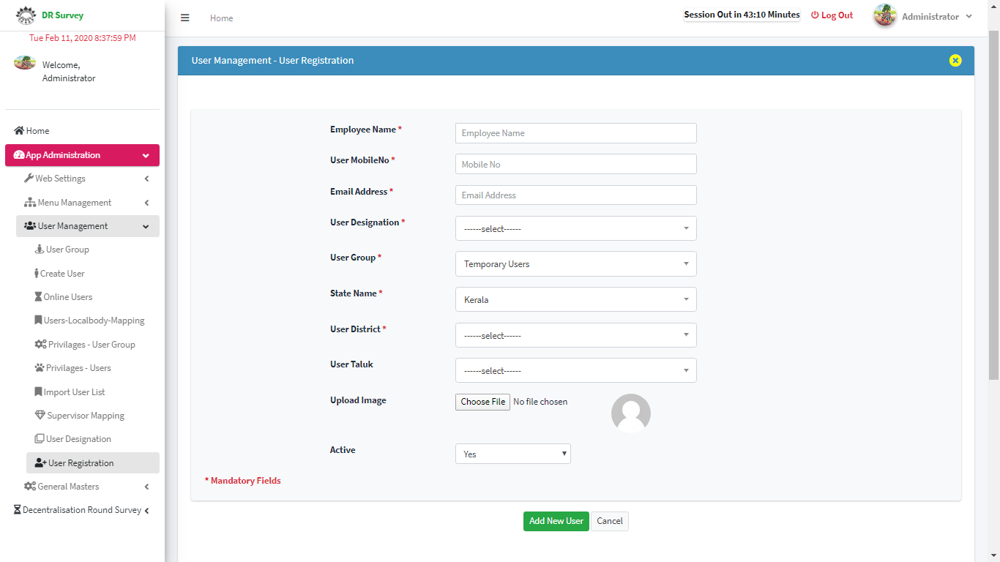 DR Survey
Tue Feb 11, 2020 8:37:59 PM
Welcome,
Administrator
Home
App Administration
Web Settings
Menu Management
User Management
User Group
Create User
Online Users
Users-Localbody-Mapping
Privilages - User Group
Privilages - Users
Import User List
Supervisor Mapping
User Designation
User Registration
General Masters
Decentralisation Round Survey
Home
Session Out in 43:10 Minutes
Log Out
Administrator
User Management - User Registration
Employee Name * Employee Name
User MobileNo * Mobile No
Email Address * Email Address
User Designation * ------select------
User Group * Temporary Users
State Name * Kerala
User District * ------select------
User Taluk ------select------
Upload Image Choose File No file chosen
Active Yes
* Mandatory Fields
Add New User Cancel